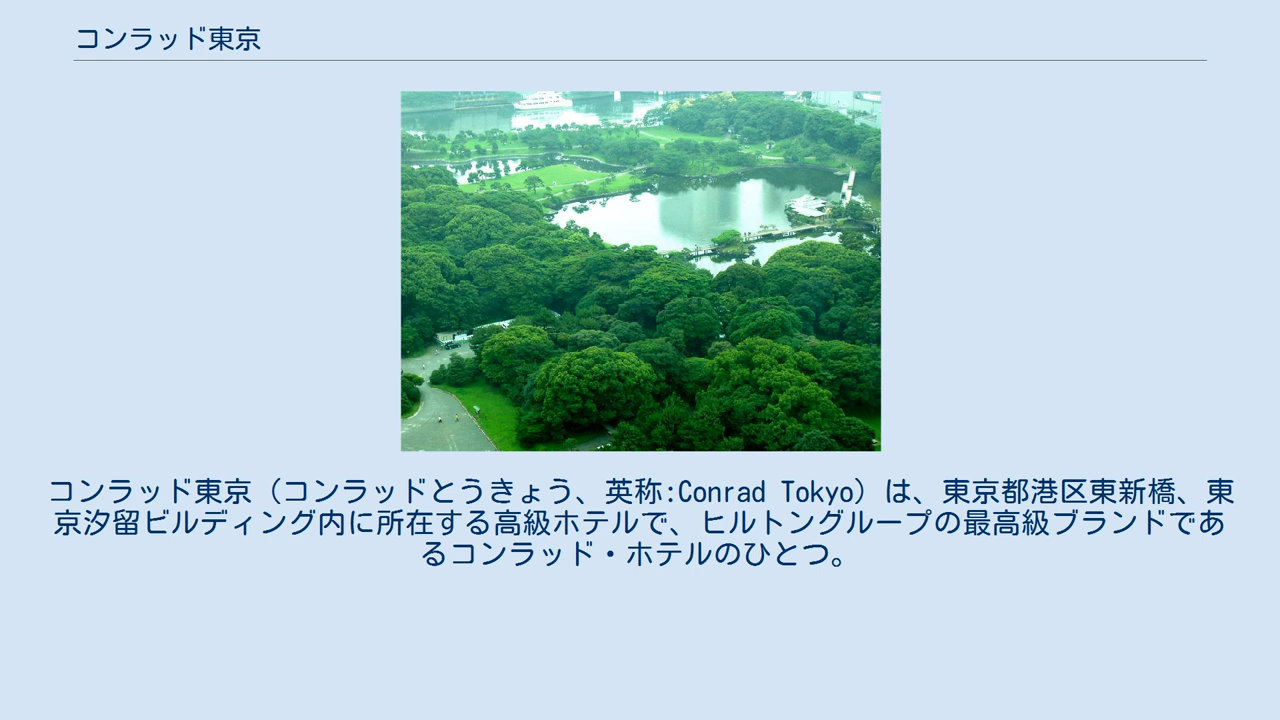 コンラッド東京
コンラッド東京（コンラッドとうきょう、英称:Conrad Tokyo）は、東京都港区東新橋、東
京汐留ビルディング内に所在する高級ホテルで、ヒルトングループの最高級ブランドであ
るコンラッド・ホテルのひとつ。